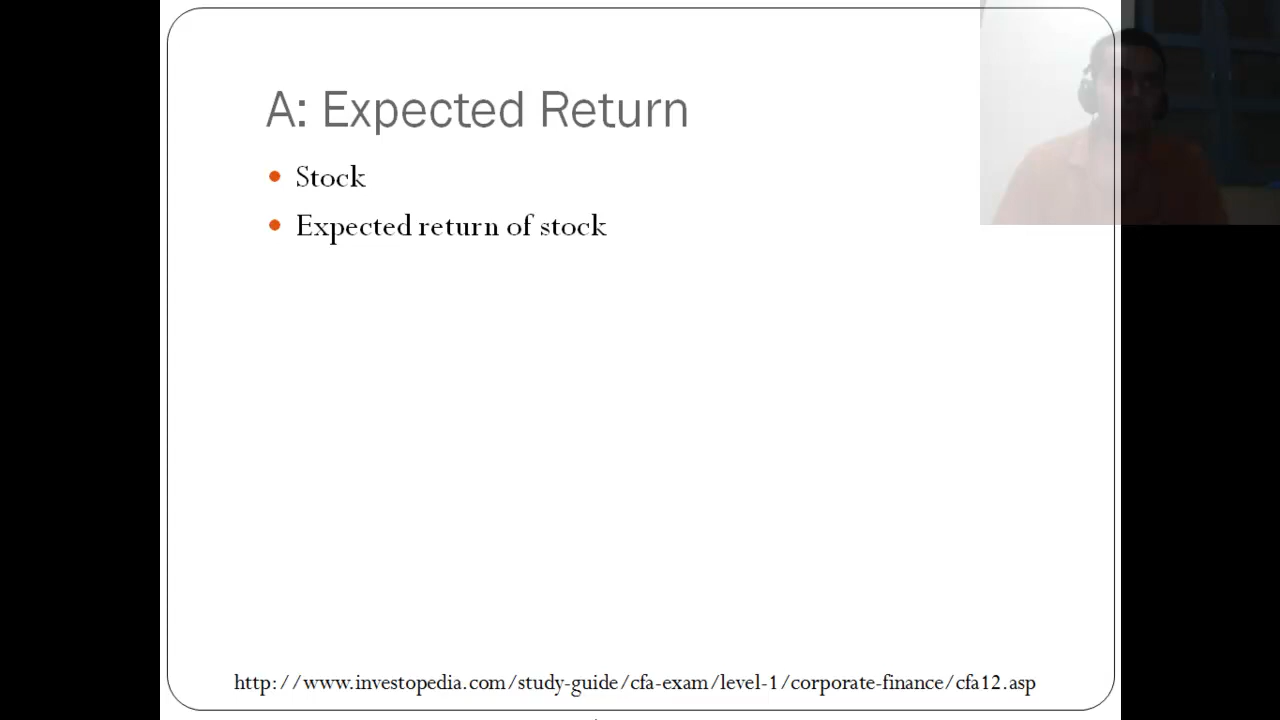 A: Expected Return
Stock
Expected return of stock
http://www.investopedia.com/study-guide/cfa-exam/level-1/corporate-finance/cfa12.asp